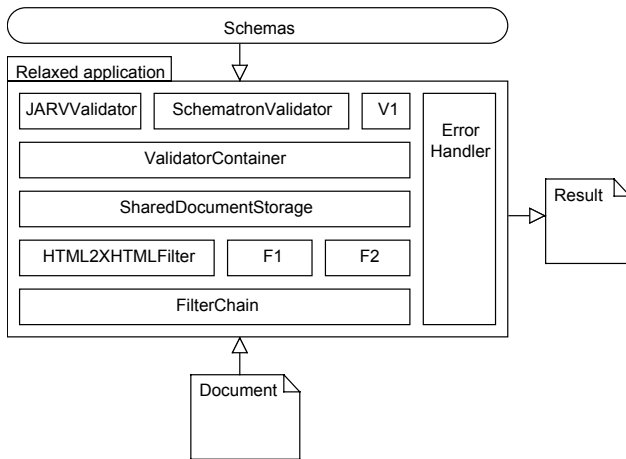 Schemas
Relaxed application
JARVValidator
SchematronValidator
V1
Error
Handler
ValidatorContainer
SharedDocumentStorage
Result
HTML2XHTMLFilter
F1
F2
FilterChain
Document